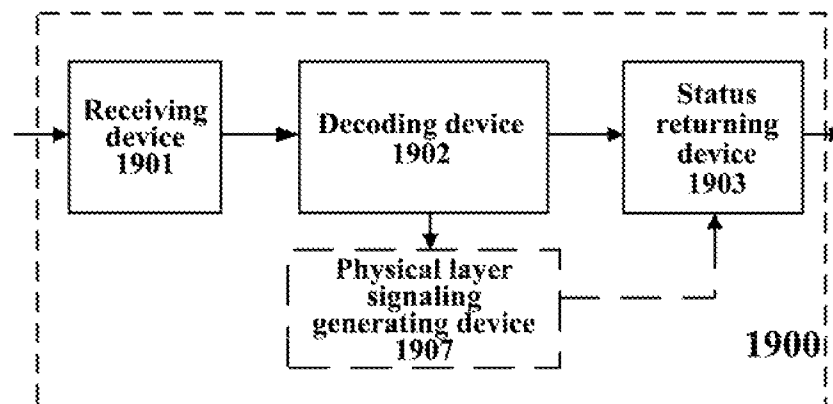 Receiving
device
1901
Decoding device
1902
Status
returning
device
1903
Physical layer
signaling
generating device
1907
1900